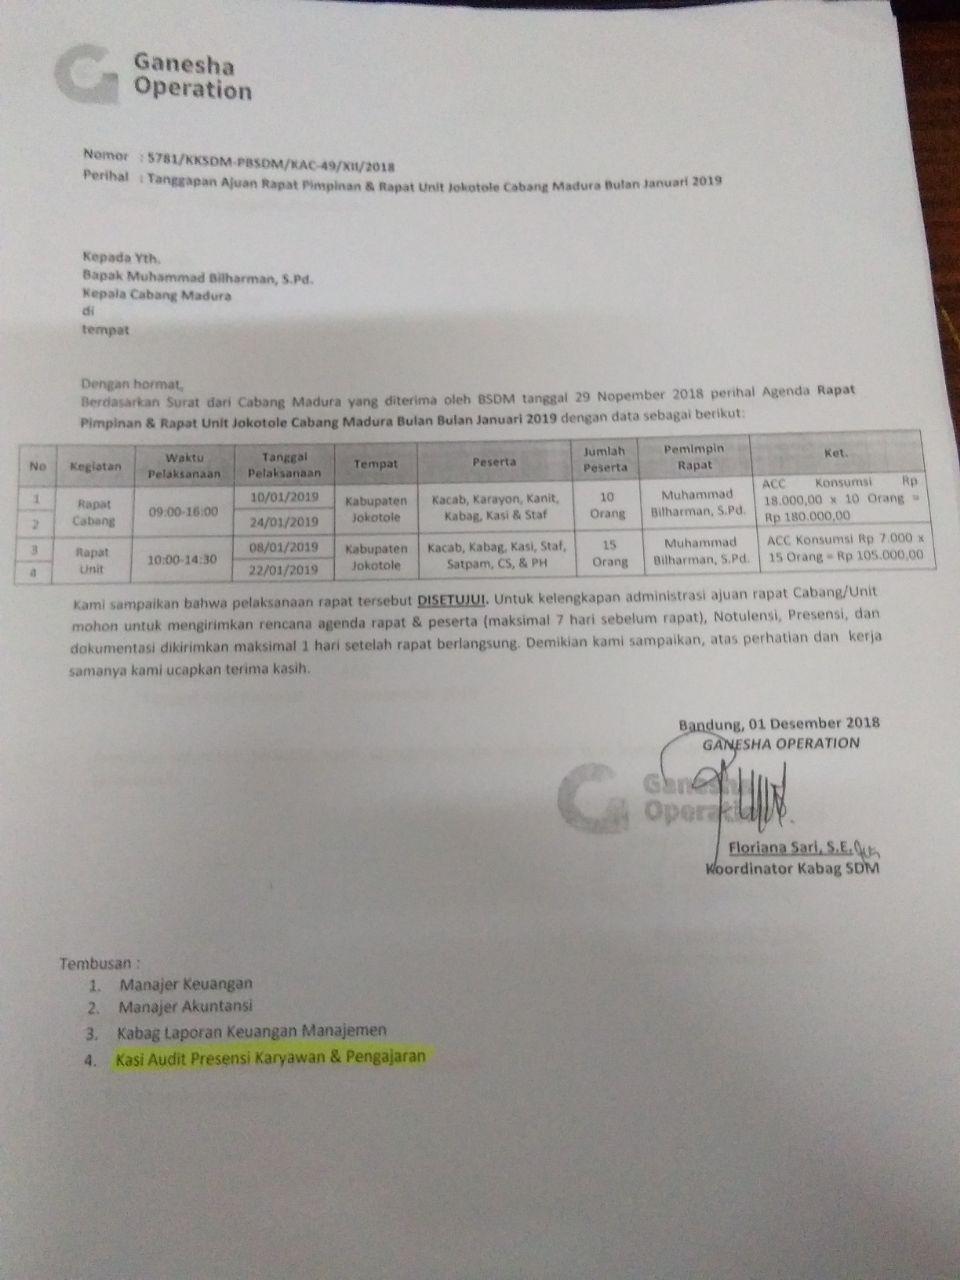 Ganesha
Operation
Nomor : 5781/KKSDM-PBSDM/KAC-49/XII/2018
Perihal : Tanggapan Ajuan Rapat Pimpinan & Rapat Unit Jokotole Cabang Madura Bulan Januari 2019
Kepada Yth.
Bapak Muhammad Bilharman, S.Pd.
Kepala Cabang Madura
di
tempat
Dengan hormat,
Berdasarkan Surat dari Cabang Madura yang diterima oleh BSDM tanggal 29 Nopember 2018 perihal Agenda Rapat
Pimpinan & Rapat Unit Jokotole Cabang Madura Bulan Bulan Januari 2019 dengan data sebagai berikut:
No Kegiatan Waktu Pelaksanaan Tanggal Pelaksanaan Tempat Peserta Jumlah Peserta Pemimpin Rapat Ket.
1 Rapat Cabang 09:00-16:00 10/01/2019 Kabupaten Jokotole Kacab, Karayon, Kanit, Kabag, Kasi & Staf 10 Orang Muhammad Bilharman, S.Pd. ACC Konsumsi Rp 18.000,00 x 10 Orang = Rp 180.000,00
2 24/01/2019
3 Rapat Unit 10:00-14:30 08/01/2019 Kabupaten Jokotole Kacab, Kabag, Kasi, Staf, Satpam, CS, & PH 15 Orang Muhammad Bilharman, S.Pd. ACC Konsumsi Rp 7.000 x 15 Orang = Rp 105.000,00
4 22/01/2019
Kami sampaikan bahwa pelaksanaan rapat tersebut DISETUJUI. Untuk kelengkapan administrasi ajuan rapat Cabang/Unit
mohon untuk mengirimkan rencana agenda rapat & peserta (maksimal 7 hari sebelum rapat), Notulensi, Presensi, dan
dokumentasi dikirimkan maksimal 1 hari setelah rapat berlangsung. Demikian kami sampaikan, atas perhatian dan kerja
samanya kami ucapkan terima kasih.
Bandung, 01 Desember 2018
GANESHA OPERATION
Ganesha
Operation
Floriana Sari, S.E.
Koordinator Kabag SDM
Tembusan :
1. Manajer Keuangan
2. Manajer Akuntansi
3. Kabag Laporan Keuangan Manajemen
4. Kasi Audit Presensi Karyawan & Pengajaran